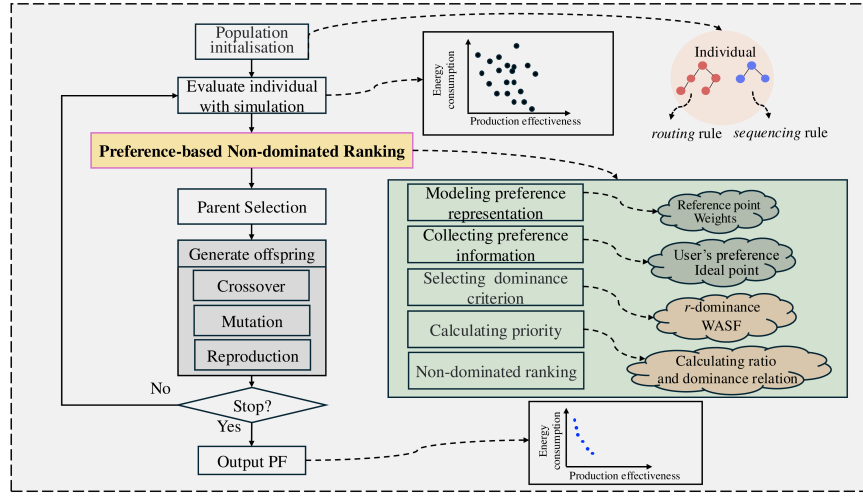 Population
initialisation
Evaluate individual
with simulation
Preference-based Non-dominated Ranking
Parent Selection
Generate offspring
Crossover
Mutation
Reproduction
No
Stop?
Yes
Output PF
Energy
consumption
Production effectiveness
Individual
routing rule
sequencing rule
Modeling preference
representation
Reference point
Weights
Collecting preference
information
User's preference
Ideal point
Selecting dominance
criterion
r-dominance
WASF
Calculating priority
Calculating ratio
and dominance relation
Non-dominated ranking
Energy
consumption
Production effectiveness